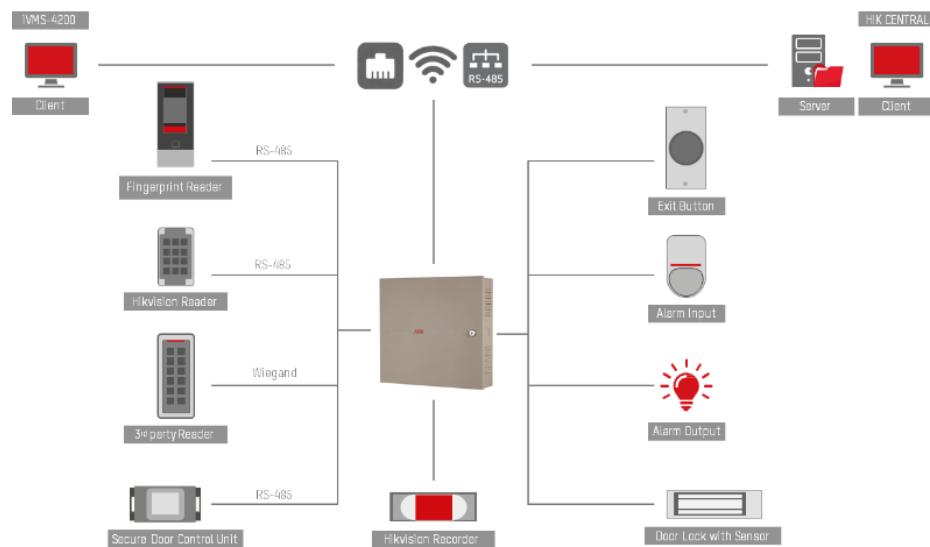 iVMS-4200
HIK CENTRAL
RS-485
Client
Server
Client
RS-485
Fingerprint Reader
Exit Button
RS-485
Hikvision Reader
Alarm Input
Wiegand
3rd party Reader
Alarm Output
RS-485
Secure Door Control Unit
Hikvision Recorder
Door Lock with Sensor